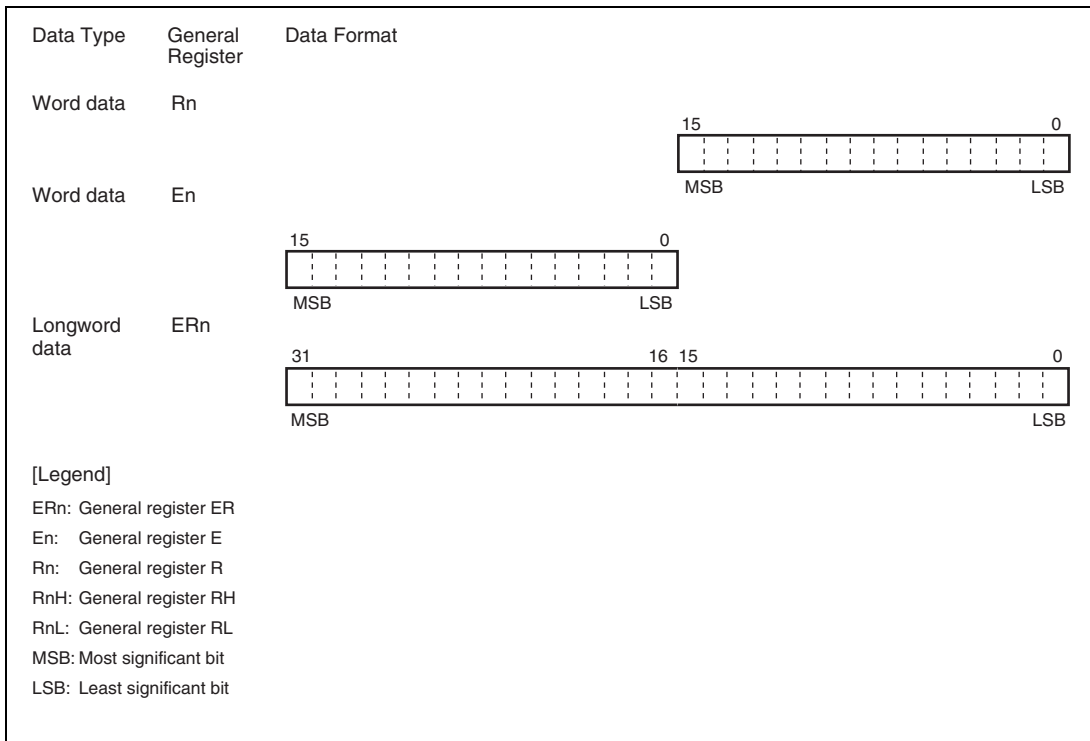 Data Type General Register Data Format
Word data Rn
15 0
MSB LSB
Word data En
15 0
MSB LSB
Longword data ERn
31 16 15 0
MSB LSB
[Legend]
ERn: General register ER
En: General register E
Rn: General register R
RnH: General register RH
RnL: General register RL
MSB: Most significant bit
LSB: Least significant bit